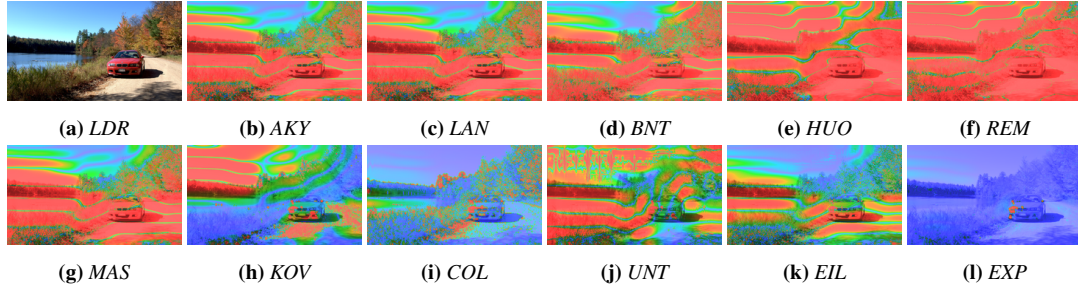 (a) LDR (b) AKY (c) LAN (d) BNT (e) HUO (f) REM
(g) MAS (h) KOV (i) COL (j) UNT (k) EIL (l) EXP